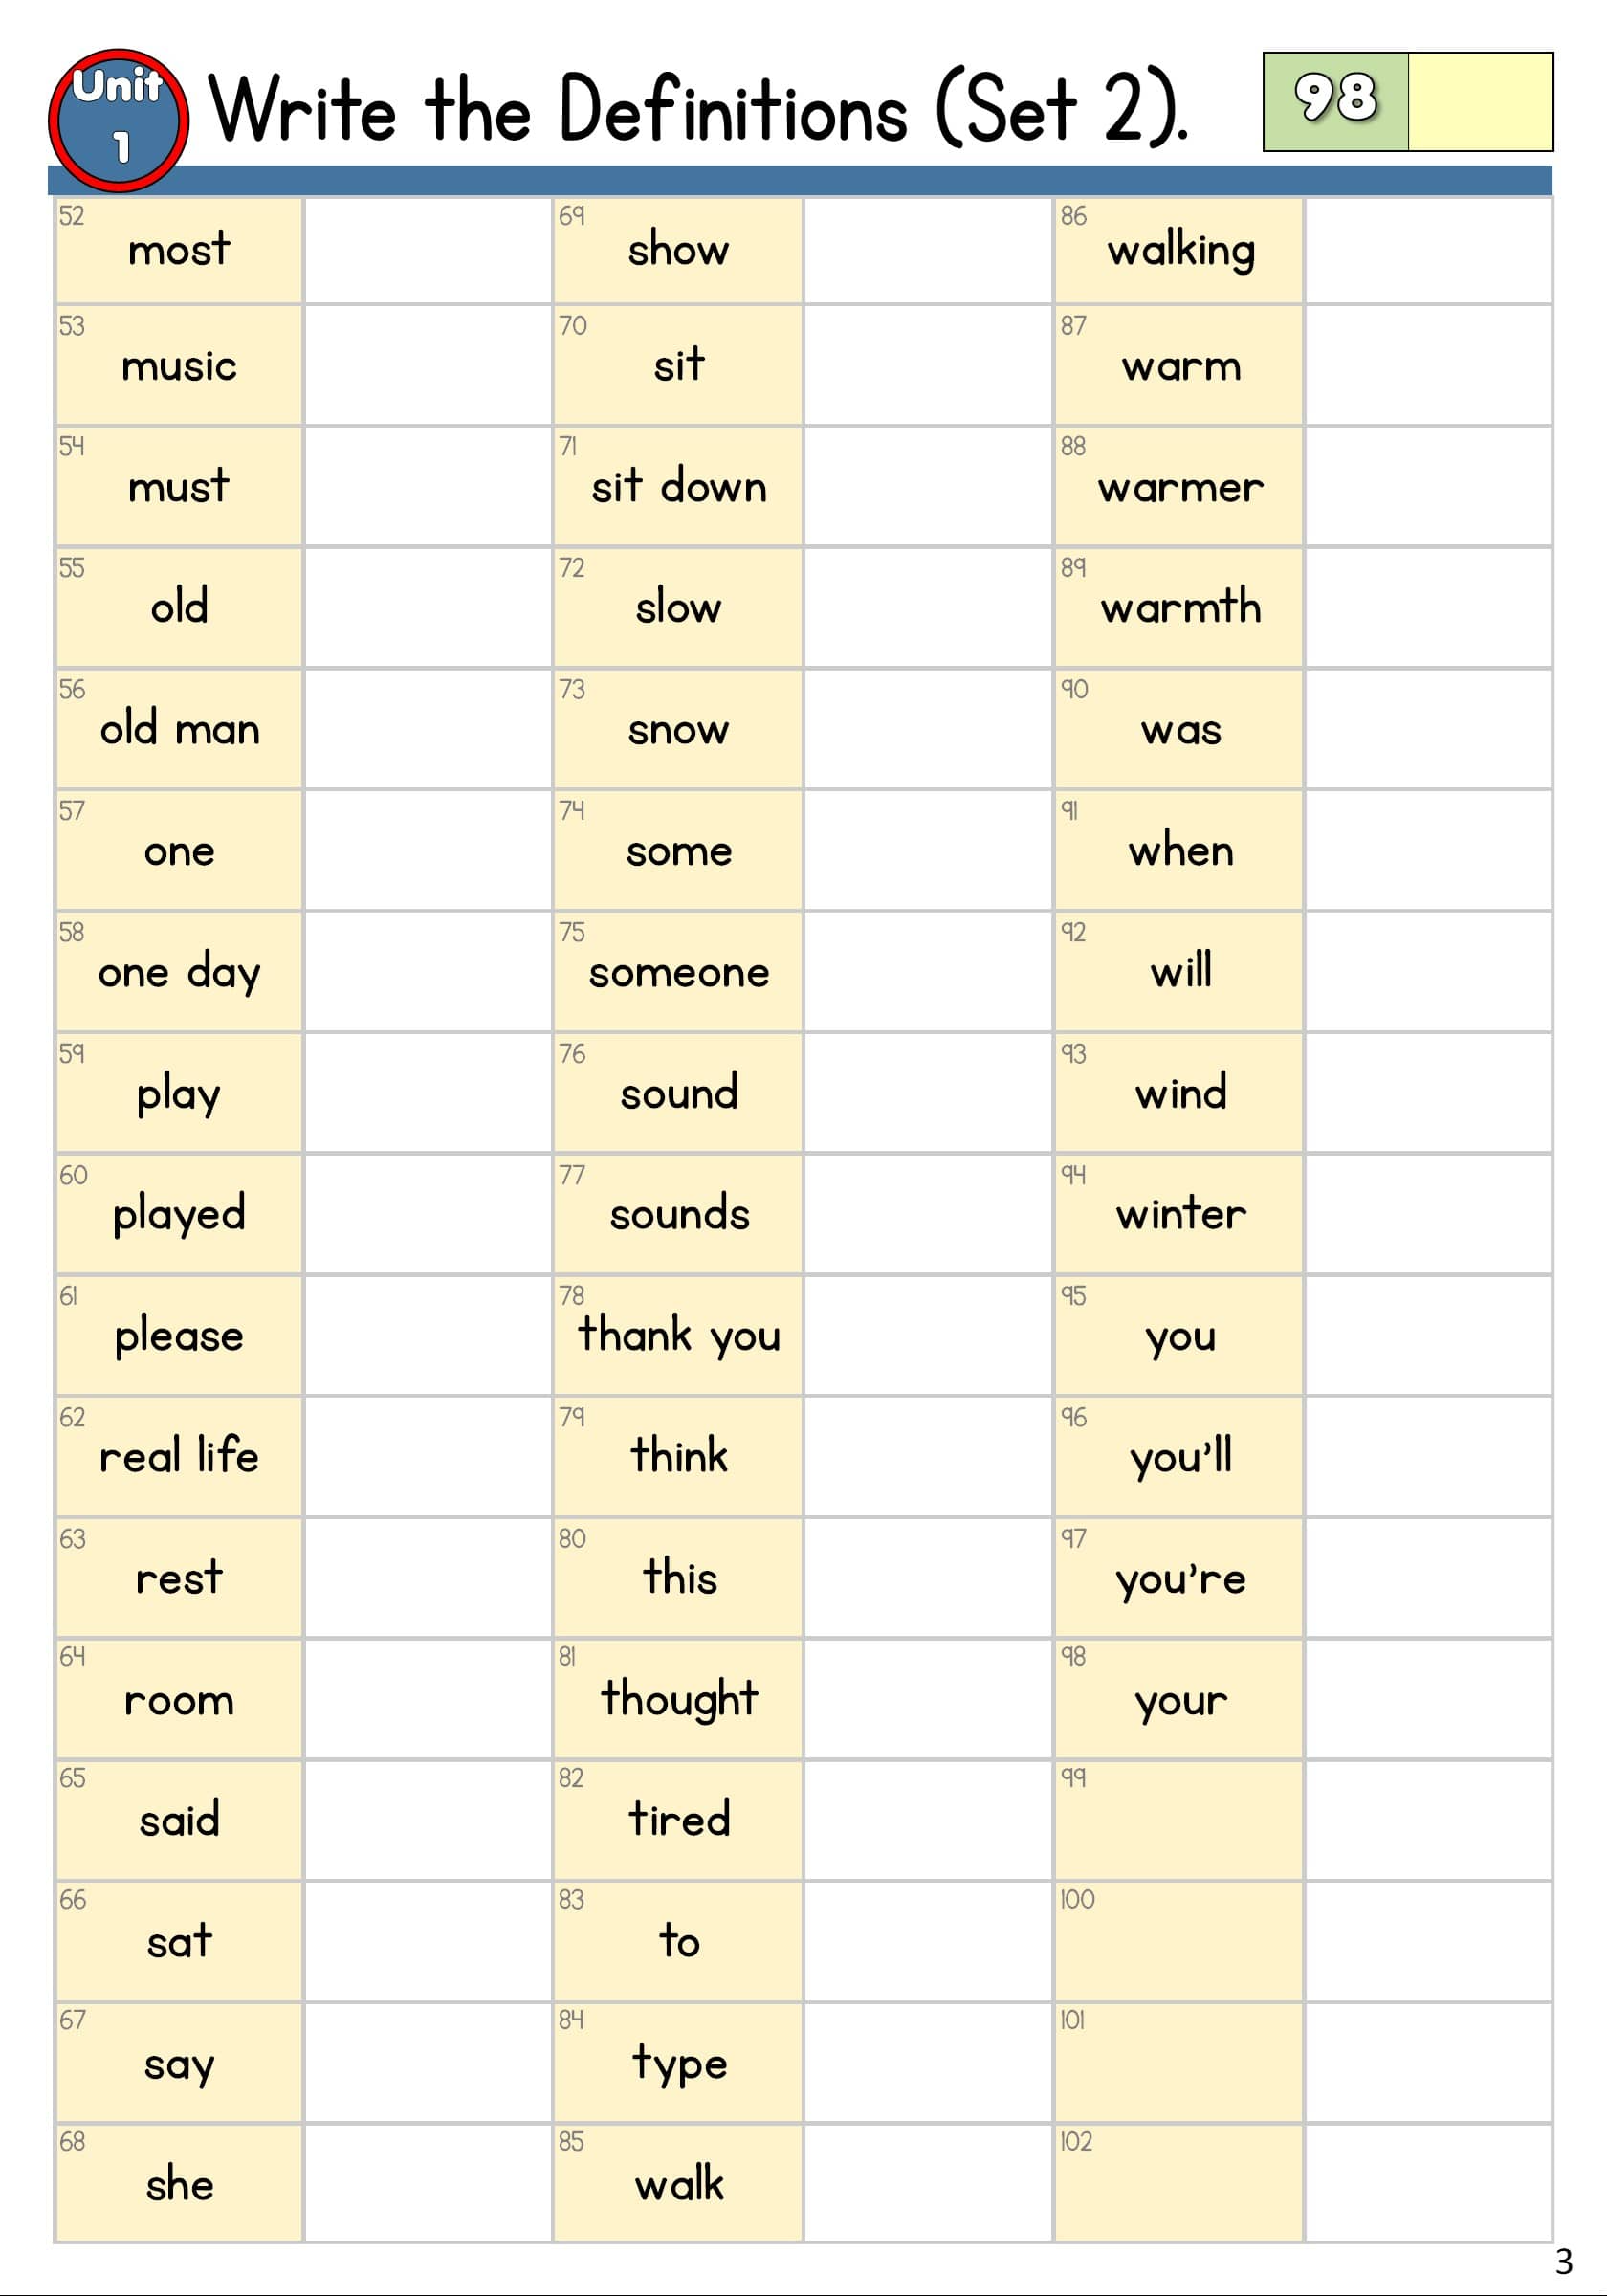 Unit
1
Write the Definitions (Set 2).
98
52 most
53 music
54 must
55 old
56 old man
57 one
58 one day
59 play
60 played
61 please
62 real life
63 rest
64 room
65 said
66 sat
67 say
68 she
69 show
70 sit
71 sit down
72 slow
73 snow
74 some
75 someone
76 sound
77 sounds
78 thank you
79 think
80 this
81 thought
82 tired
83 to
84 type
85 walk
86 walking
87 warm
88 warmer
89 warmth
90 was
91 when
92 will
93 wind
94 winter
95 you
96 you'll
97 you're
98 your
99
100
101
102
3